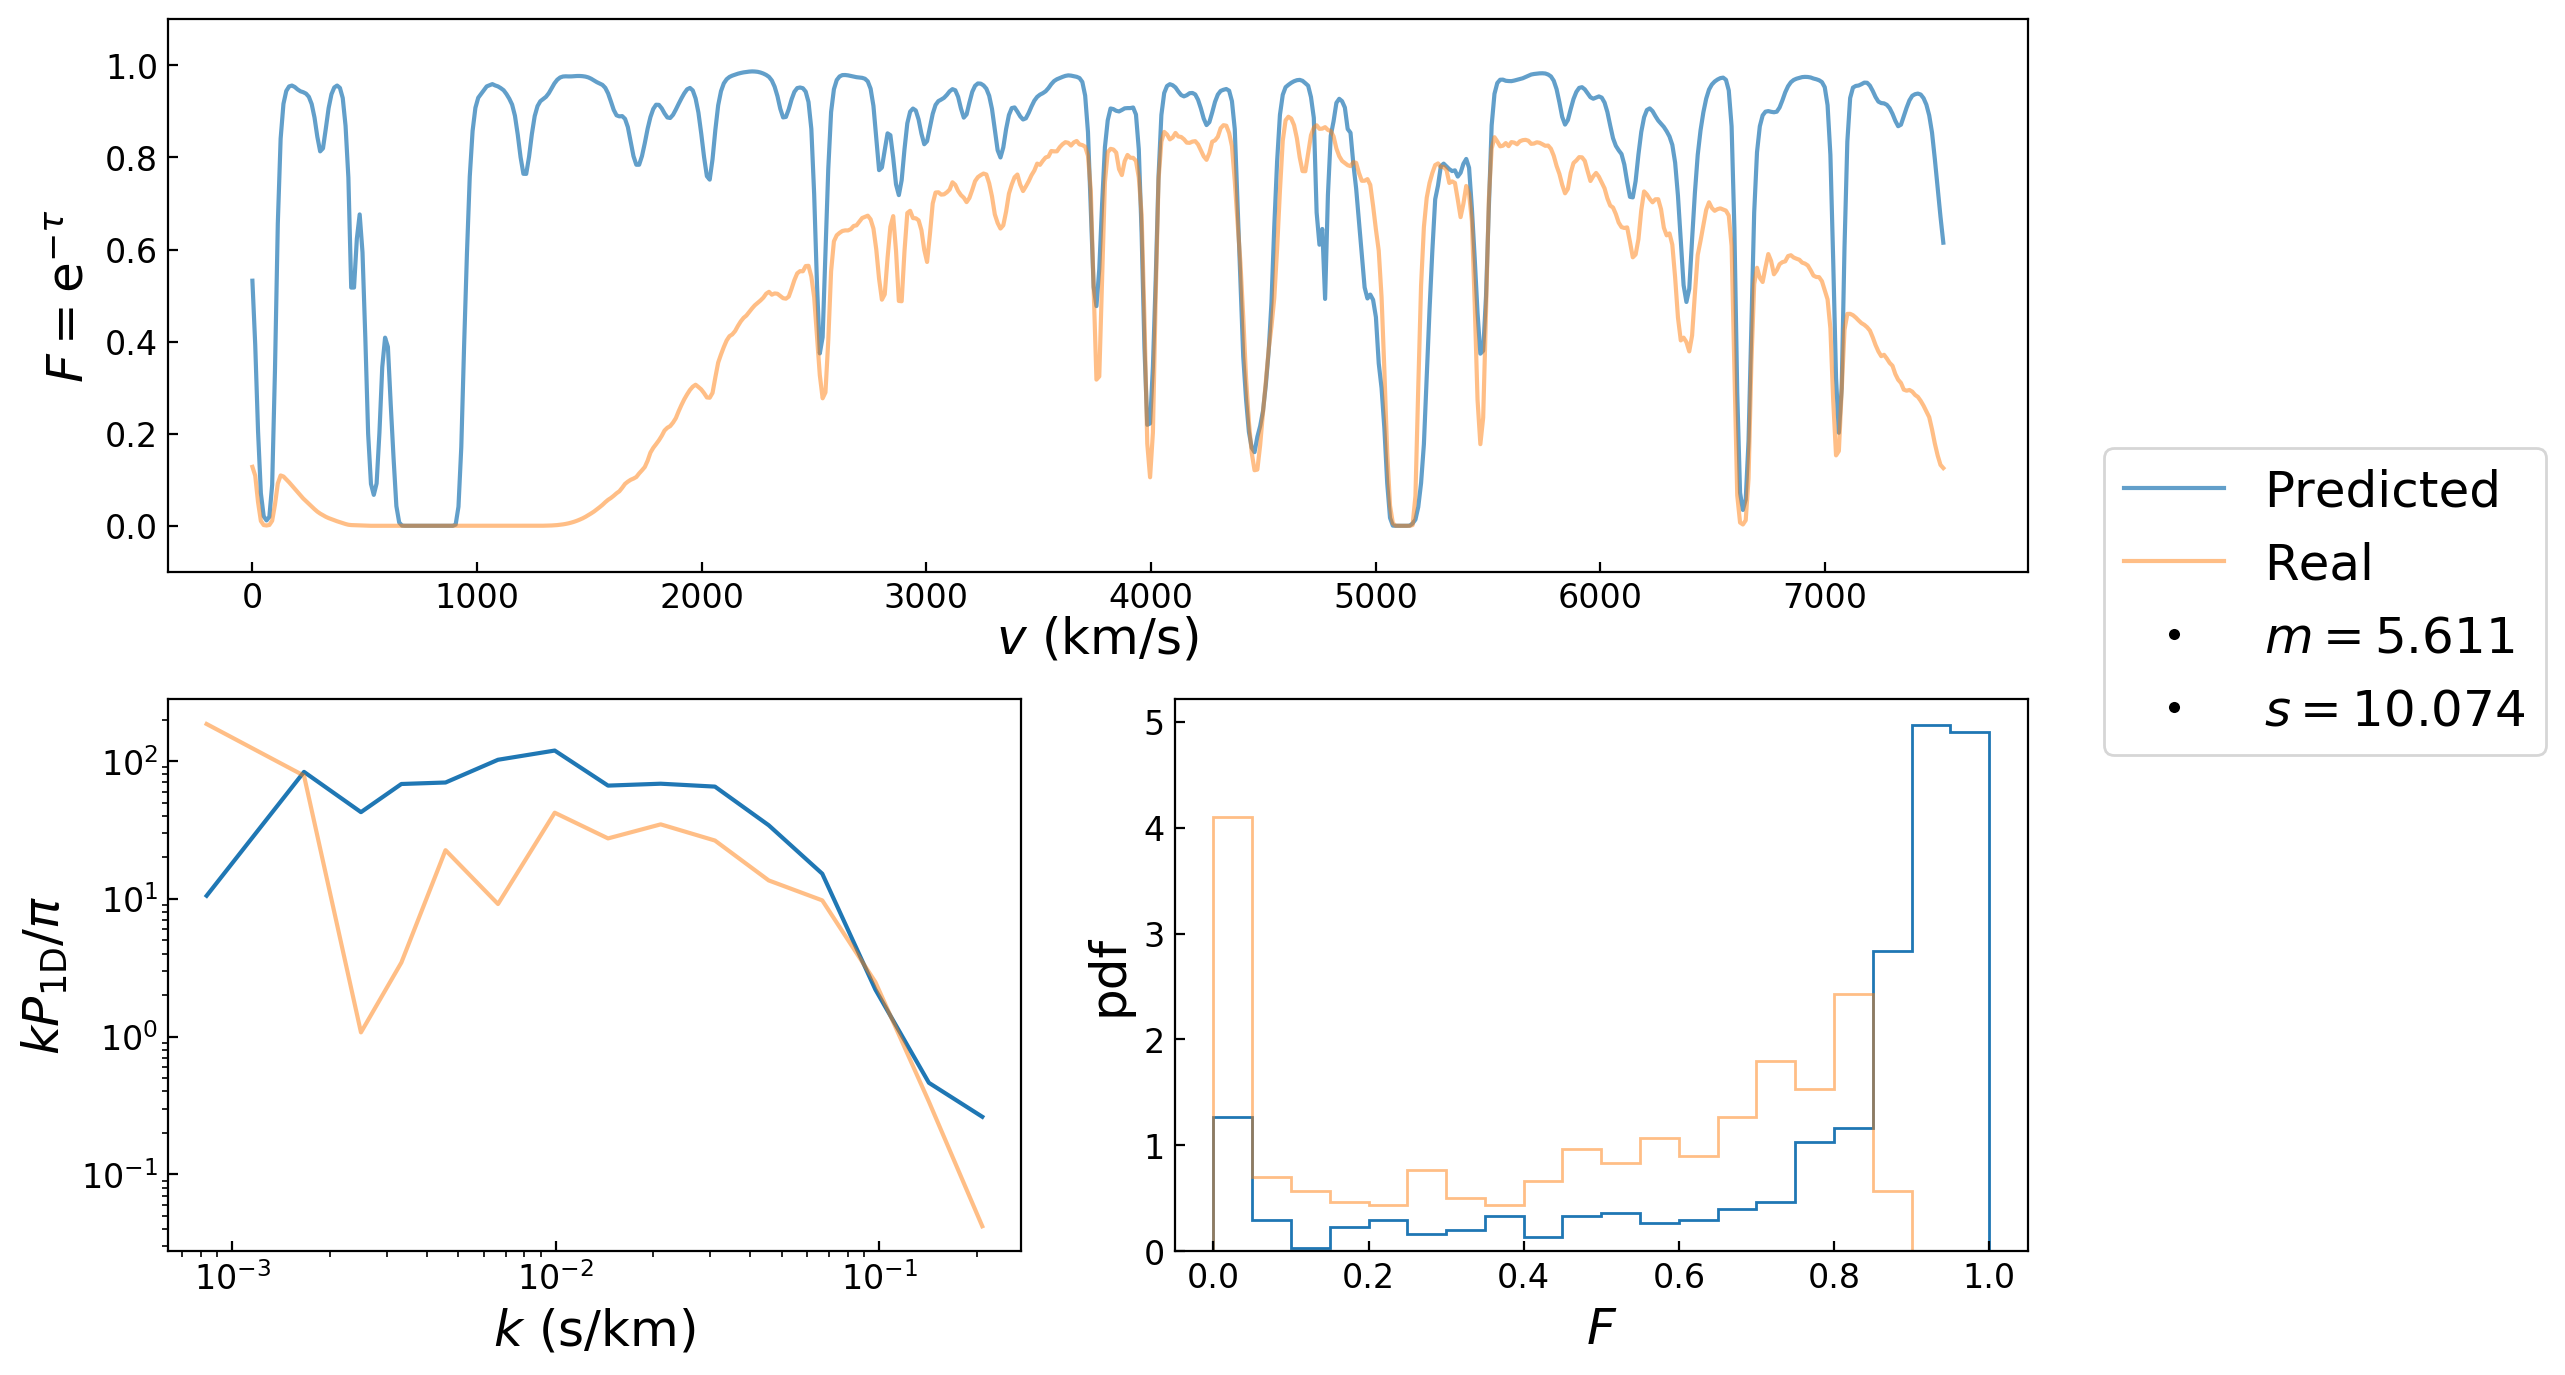 1.0
0.8
0.6
0.4
0.2
0.0
F = e^{-τ}
0 1000 2000 3000 4000 5000 6000 7000
v (km/s)
Predicted
Real
m = 5.611
s = 10.074
10^2
10^1
10^0
10^{-1}
kP_{1D}/π
10^{-3} 10^{-2} 10^{-1}
k (s/km)
5
4
3
2
1
0
pdf
0.0 0.2 0.4 0.6 0.8 1.0
F